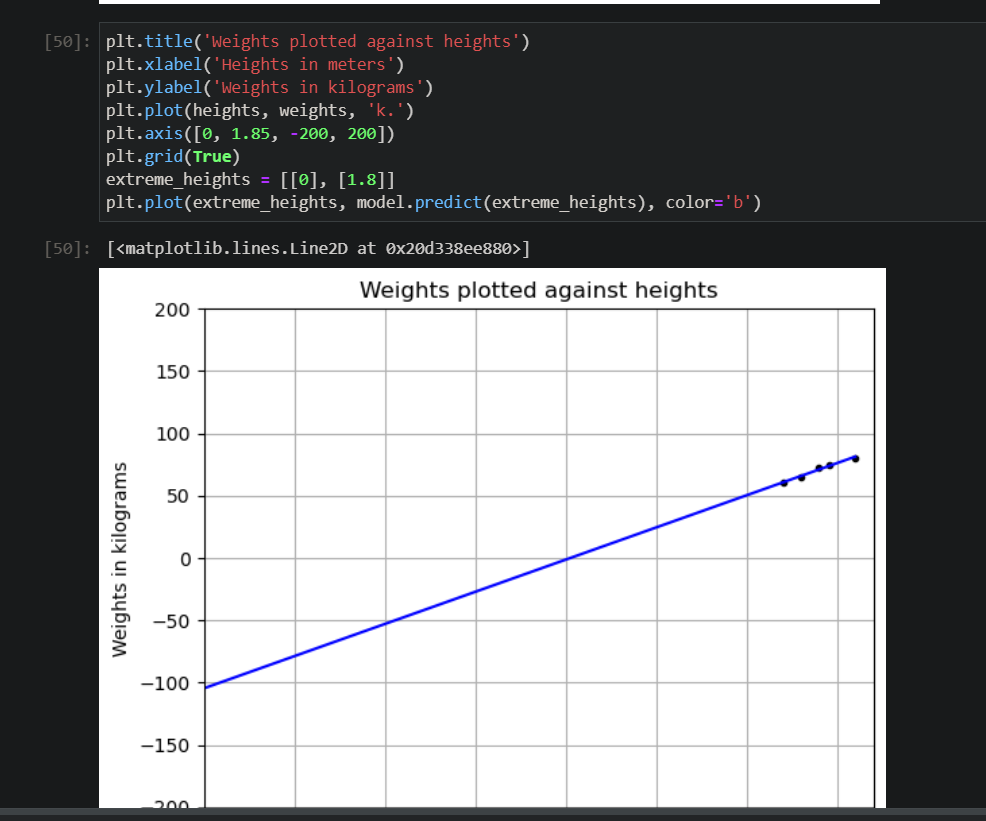 [50]: plt.title('Weights plotted against heights')
plt.xlabel('Heights in meters')
plt.ylabel('Weights in kilograms')
plt.plot(heights, weights, 'k.')
plt.axis([0, 1.85, -200, 200])
plt.grid(True)
extreme_heights = [[0], [1.8]]
plt.plot(extreme_heights, model.predict(extreme_heights), color='b')
[50]: [<matplotlib.lines.Line2D at 0x20d338ee880>]
Weights plotted against heights
200
150
100
50
0
−50
−100
−150
−200
Weights in kilograms